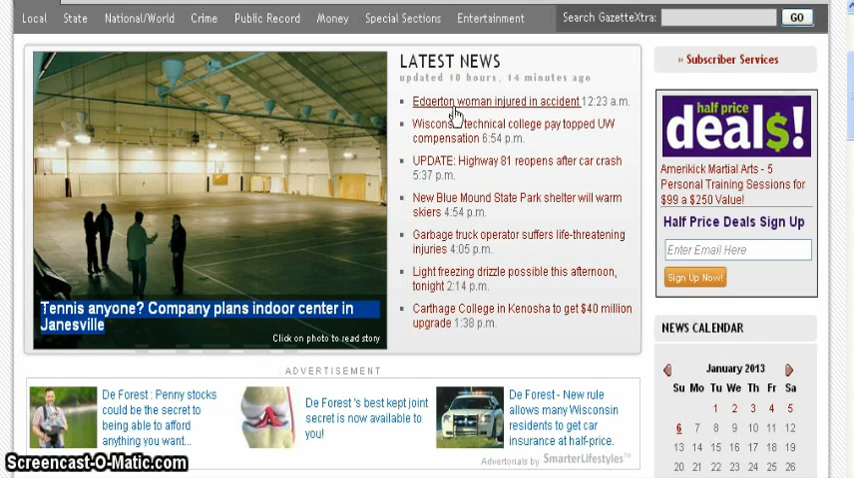 Local State National/World Crime Public Record Money Special Sections Entertainment Search GazetteXtra: GO
LATEST NEWS
updated 10 hours, 14 minutes ago
Edgerton woman injured in accident 12:23 a.m.
technical college pay topped UW
compensation 6:54 p.m.
UPDATE: Highway 81 reopens after car crash
5:37 p.m.
New Blue Mound State Park shelter will warm
skiers 4:54 p.m.
Garbage truck operator suffers life-threatening
injuries 4:05 p.m.
Light freezing drizzle possible this afternoon,
tonight 2:14 p.m.
Carthage College in Kenosha to get $40 million
upgrade 1:38 p.m.
Tennis anyone? Company plans indoor center in
Janesville
Click on photo to read story
» Subscriber Services
half price
deal$!
Amerikick Martial Arts - 5
Personal Training Sessions for
$99 a $250 Value!
Half Price Deals Sign Up
Enter Email Here
Sign Up Now!
NEWS CALENDAR
January 2013
Su Mo Tu We Th Fr Sa
1 2 3 4 5
6 7 8 9 10 11 12
13 14 15 16 17 18 19
20 21 22 23 24 25 26
ADVERTISEMENT
De Forest : Penny stocks
could be the secret to
being able to afford
anything you want...
De Forest 's best kept joint
secret is now available to
you!
De Forest - New rule
allows many Wisconsin
residents to get car
insurance at half-price.
Advertorials by SmarterLifestyles™
Screencast-O-Matic.com